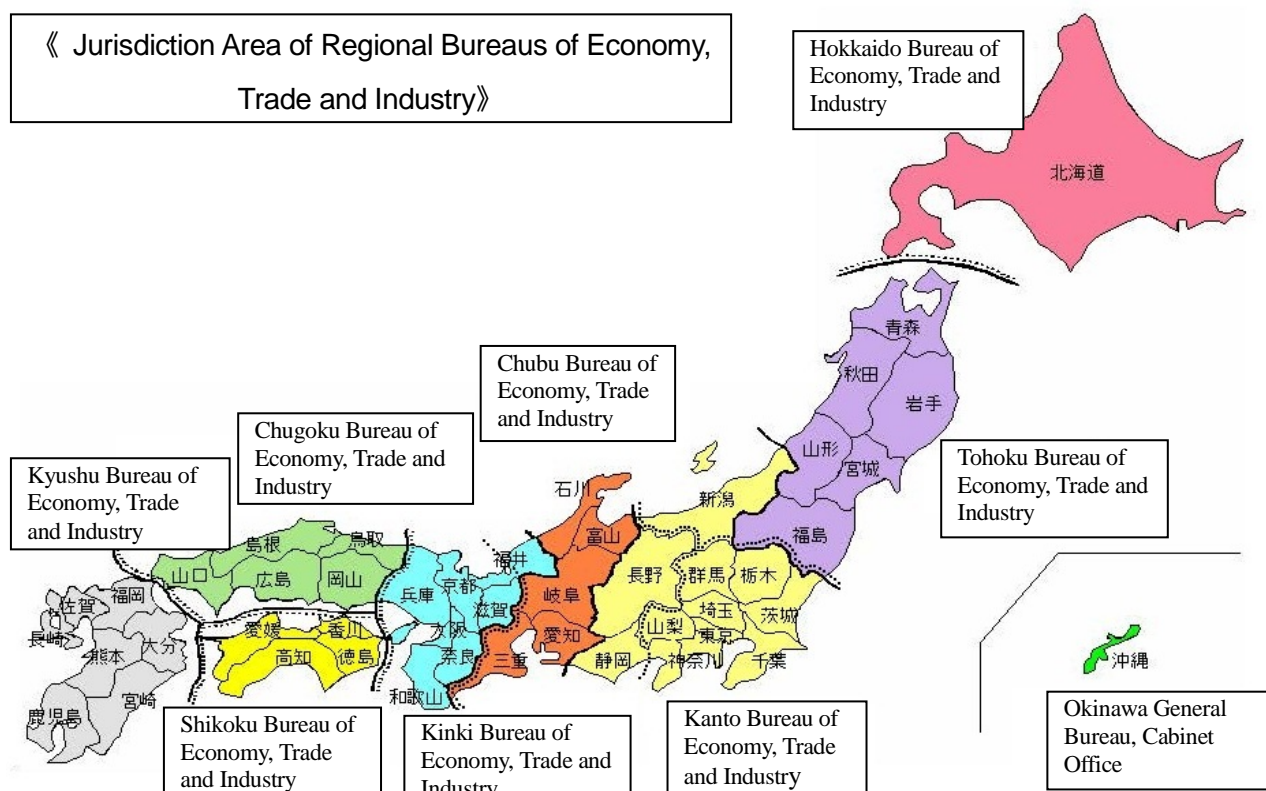 《 Jurisdiction Area of Regional Bureaus of Economy,
Trade and Industry》
Hokkaido Bureau of
Economy, Trade and
Industry
北海道
青森
秋田
岩手
山形
宮城
福島
Tohoku Bureau of
Economy, Trade and
Industry
Chubu Bureau of
Economy, Trade
and Industry
Chugoku Bureau of
Economy, Trade and
Industry
Kyushu Bureau of
Economy, Trade
and Industry
石川
富山
新潟
島根
鳥取
山口
広島
岡山
兵庫
京都
福井
滋賀
岐阜
長野
群馬
栃木
佐賀
福岡
長崎
大分
熊本
宮崎
鹿児島
愛媛
香川
高知
徳島
大阪
奈良
和歌山
三重
愛知
静岡
山梨
埼玉
東京
神奈川
茨城
千葉
沖縄
Shikoku Bureau of
Economy, Trade
and Industry
Kinki Bureau of
Economy, Trade and
Industry
Kanto Bureau of
Economy, Trade
and Industry
Okinawa General
Bureau, Cabinet
Office